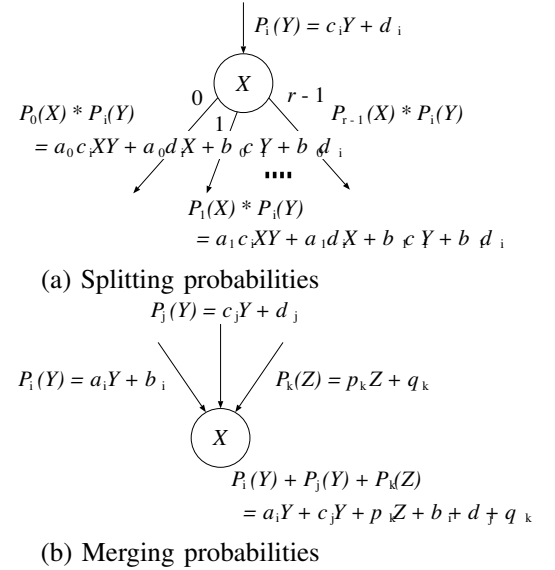 P_i(Y) = c_iY + d_i
X
0
r - 1
1
P_0(X) * P_i(Y)
P_{r-1}(X) * P_i(Y)
= a_0c_iXY + a_0d_iX + b_0c_iY + b_0d_i
P_1(X) * P_i(Y)
= a_1c_iXY + a_1d_iX + b_1c_iY + b_1d_i
(a) Splitting probabilities
P_j(Y) = c_jY + d_j
P_i(Y) = a_iY + b_i
P_k(Z) = p_kZ + q_k
X
P_i(Y) + P_j(Y) + P_k(Z)
= a_iY + c_jY + p_kZ + b_i + d_j + q_k
(b) Merging probabilities